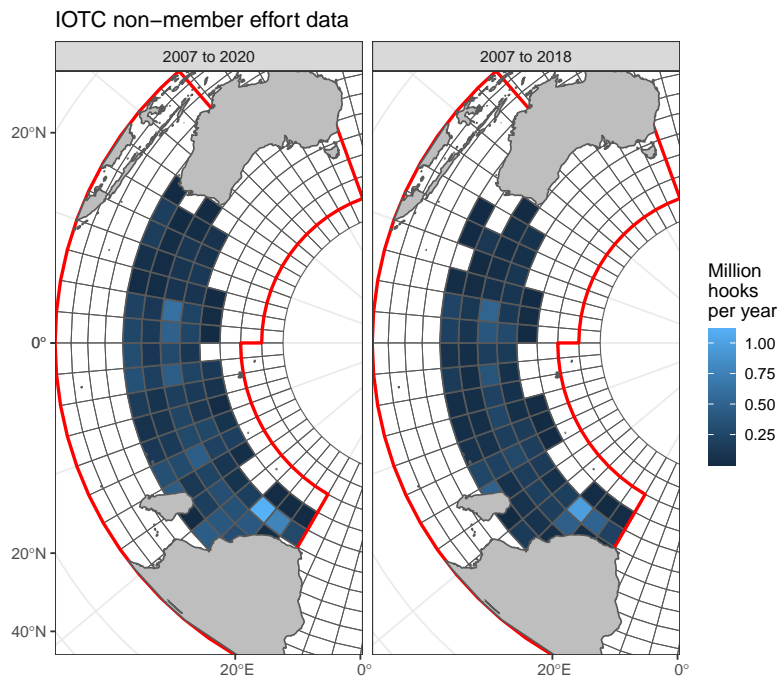 IOTC non−member effort data
2007 to 2020
2007 to 2018
20°N
0°
20°N
40°N
20°E
0°
20°E
0°
Million
hooks
per year
1.00
0.75
0.50
0.25